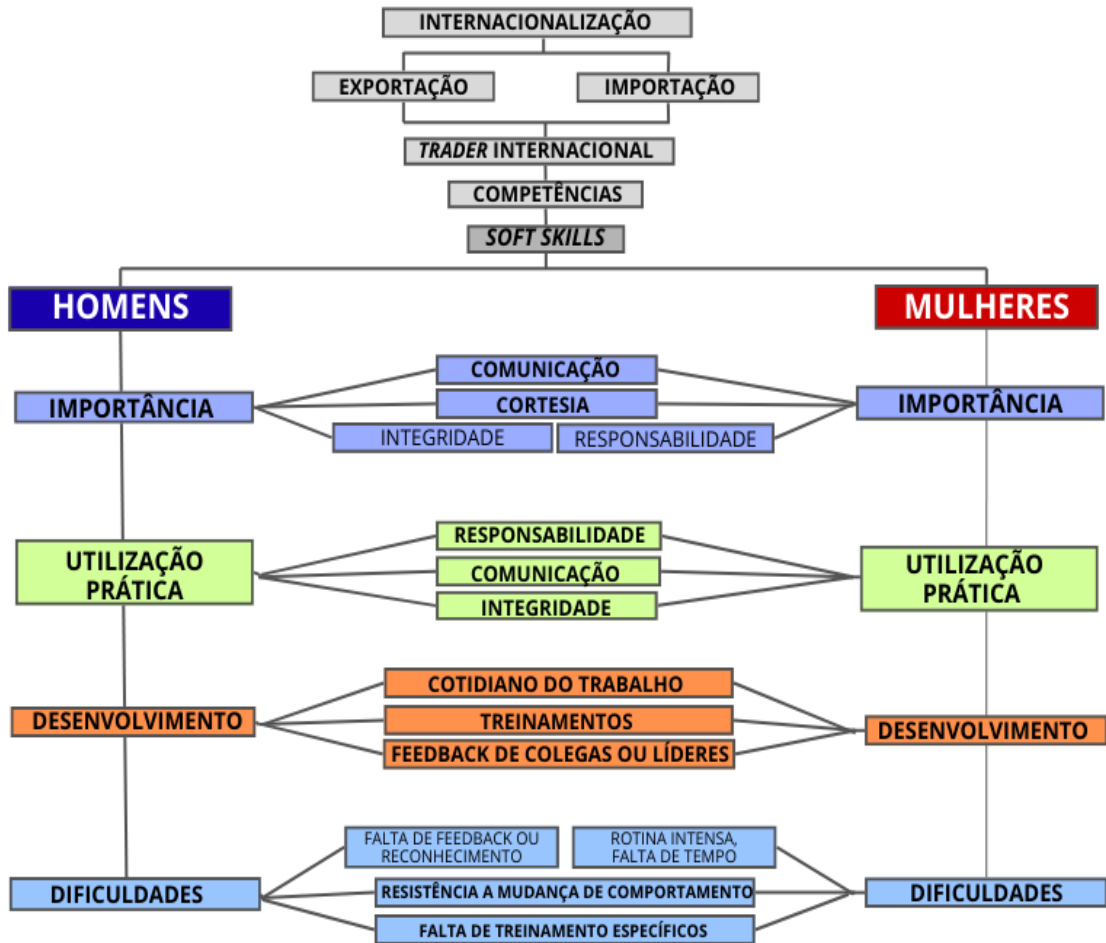 INTERNACIONALIZAÇÃO
EXPORTAÇÃO
IMPORTAÇÃO
TRADER INTERNACIONAL
COMPETÊNCIAS
SOFT SKILLS
HOMENS
MULHERES
COMUNICAÇÃO
IMPORTÂNCIA
CORTESIA
IMPORTÂNCIA
INTEGRIDADE
RESPONSABILIDADE
RESPONSABILIDADE
UTILIZAÇÃO
PRÁTICA
COMUNICAÇÃO
UTILIZAÇÃO
PRÁTICA
INTEGRIDADE
COTIDIANO DO TRABALHO
DESENVOLVIMENTO
TREINAMENTOS
DESENVOLVIMENTO
FEEDBACK DE COLEGAS OU LÍDERES
FALTA DE FEEDBACK OU
RECONHECIMENTO
ROTINA INTENSA,
FALTA DE TEMPO
DIFICULDADES
RESISTÊNCIA A MUDANÇA DE COMPORTAMENTO
DIFICULDADES
FALTA DE TREINAMENTO ESPECÍFICOS